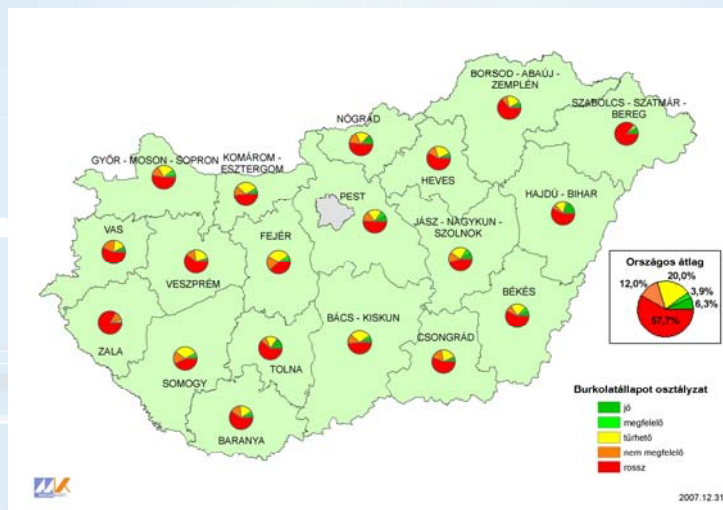 BORSOD - ABAÚJ -
ZEMPLÉN
SZABOLCS - SZATMÁR -
BEREG
NÓGRÁD
GYŐR - MOSON - SOPRON
KOMÁROM -
ESZTERGOM
HEVES
HAJDÚ - BIHAR
PEST
VAS
FEJÉR
JÁSZ - NAGYKUN -
SZOLNOK
VESZPRÉM
Országos átlag
20,0%
12,0%
3,9%
6,3%
57,7%
BÉKÉS
BÁCS - KISKUN
CSONGRÁD
ZALA
TOLNA
SOMOGY
BARANYA
Burkolatállapot osztályzat
jó
megfelelő
tűrhető
nem megfelelő
rossz
2007.12.31